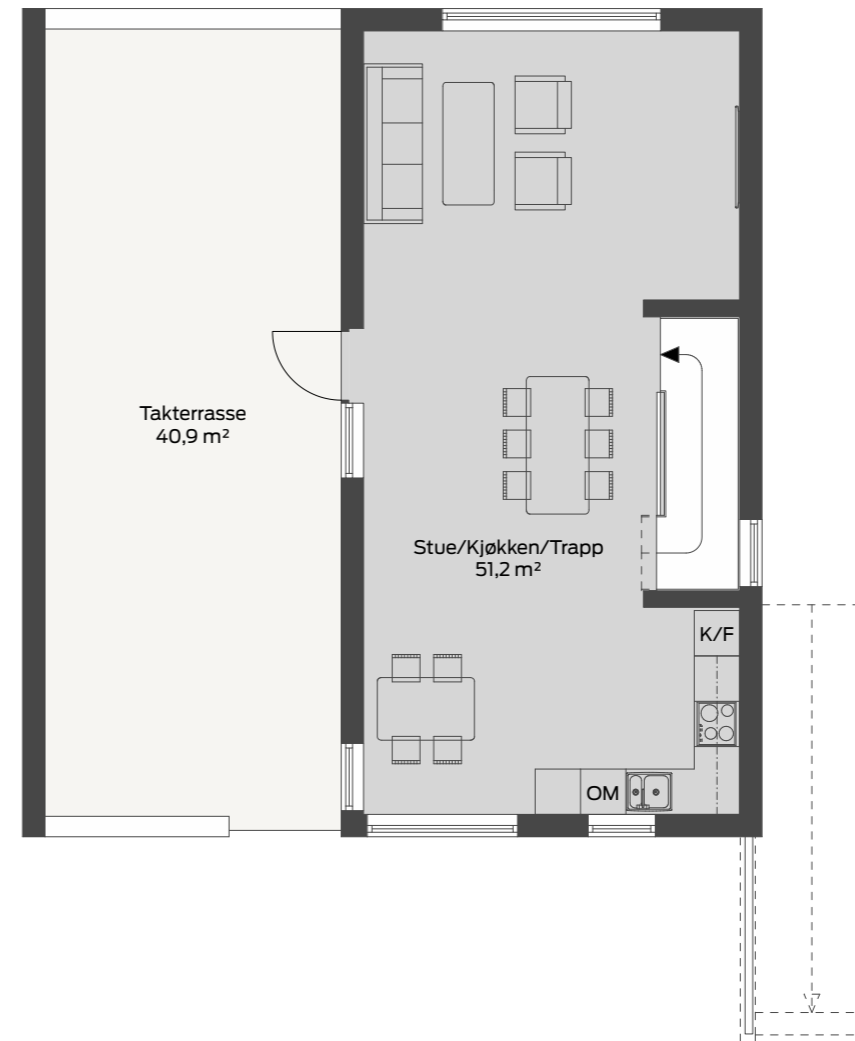 Takterrasse
40,9 m²
Stue/Kjøkken/Trapp
51,2 m²
K/F
OM